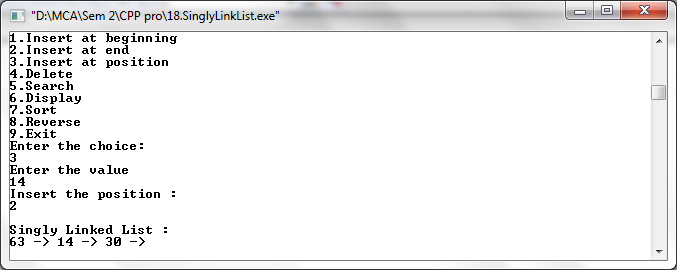 "D:\MCA\Sem 2\CPP pro\18.SinglyLinkList.exe"
1.Insert at beginning
2.Insert at end
3.Insert at position
4.Delete
5.Search
6.Display
7.Sort
8.Reverse
9.Exit
Enter the choice:
3
Enter the value
14
Insert the position :
2
Singly Linked List :
63 -> 14 -> 30 ->